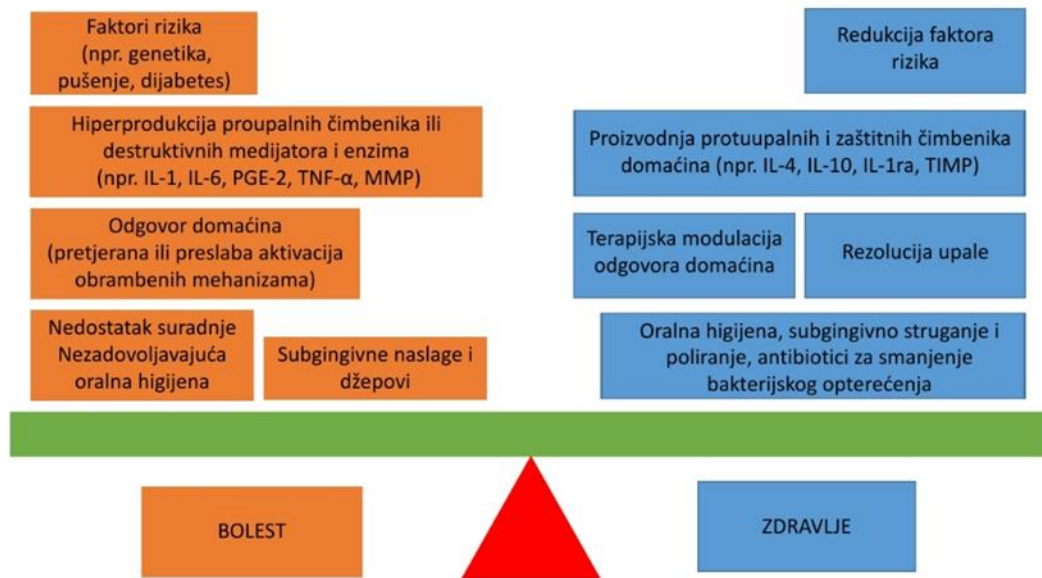 Faktori rizika
(npr. genetika,
pušenje, dijabetes)
Redukcija faktora
rizika
Hiperprodukcija proupalnih čimbenika ili
destruktivnih medijatora i enzima
(npr. IL-1, IL-6, PGE-2, TNF-α, MMP)
Proizvodnja protuupalnih i zaštitnih čimbenika
domaćina (npr. IL-4, IL-10, IL-1ra, TIMP)
Odgovor domaćina
(pretjerana ili preslaba aktivacija
obrambenih mehanizama)
Terapijska modulacija
odgovora domaćina
Rezolucija upale
Nedostatak suradnje
Nezadovoljavajuća
oralna higijena
Subgingivne naslage i
džepovi
Oralna higijena, subgingivno struganje i
poliranje, antibiotici za smanjenje
bakterijskog opterećenja
BOLEST
ZDRAVLJE